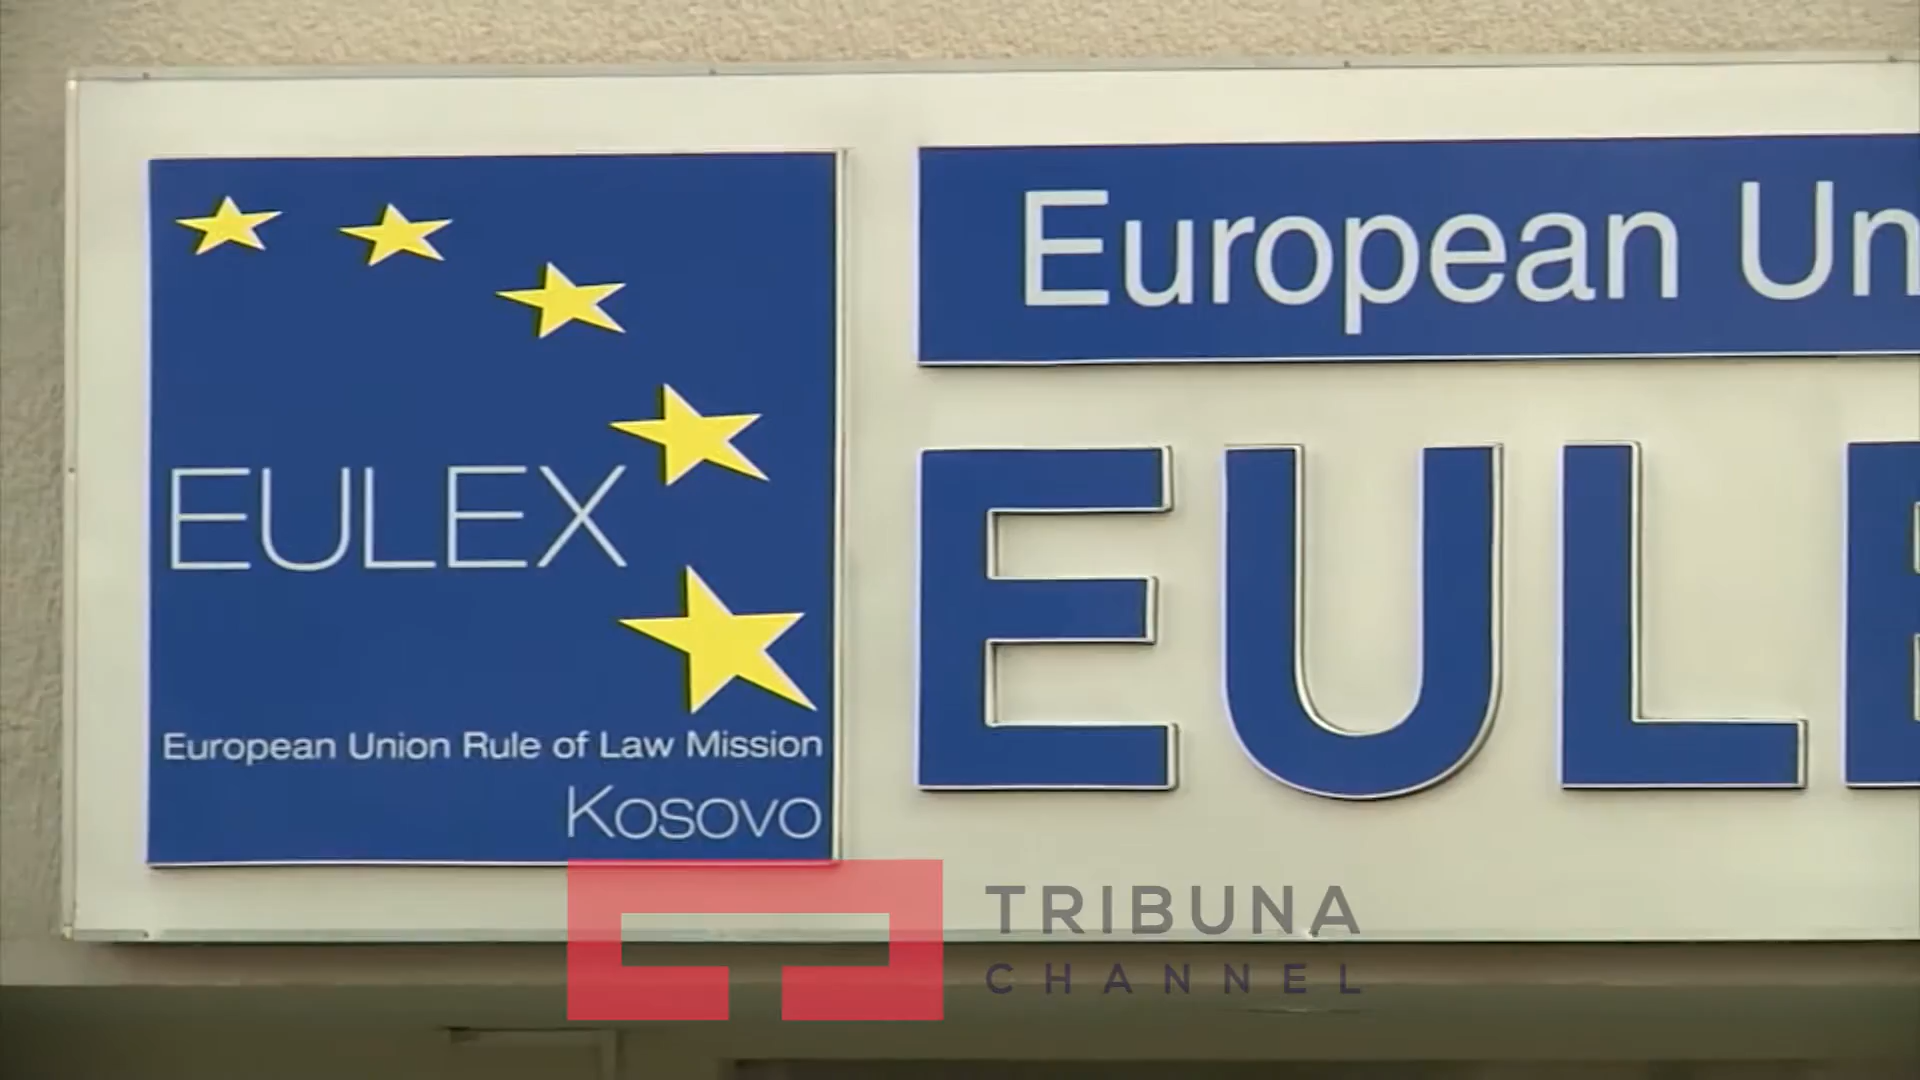 EULEX
European Union Rule of Law Mission
Kosovo
European Un
EULE
TRIBUNA
CHANNEL